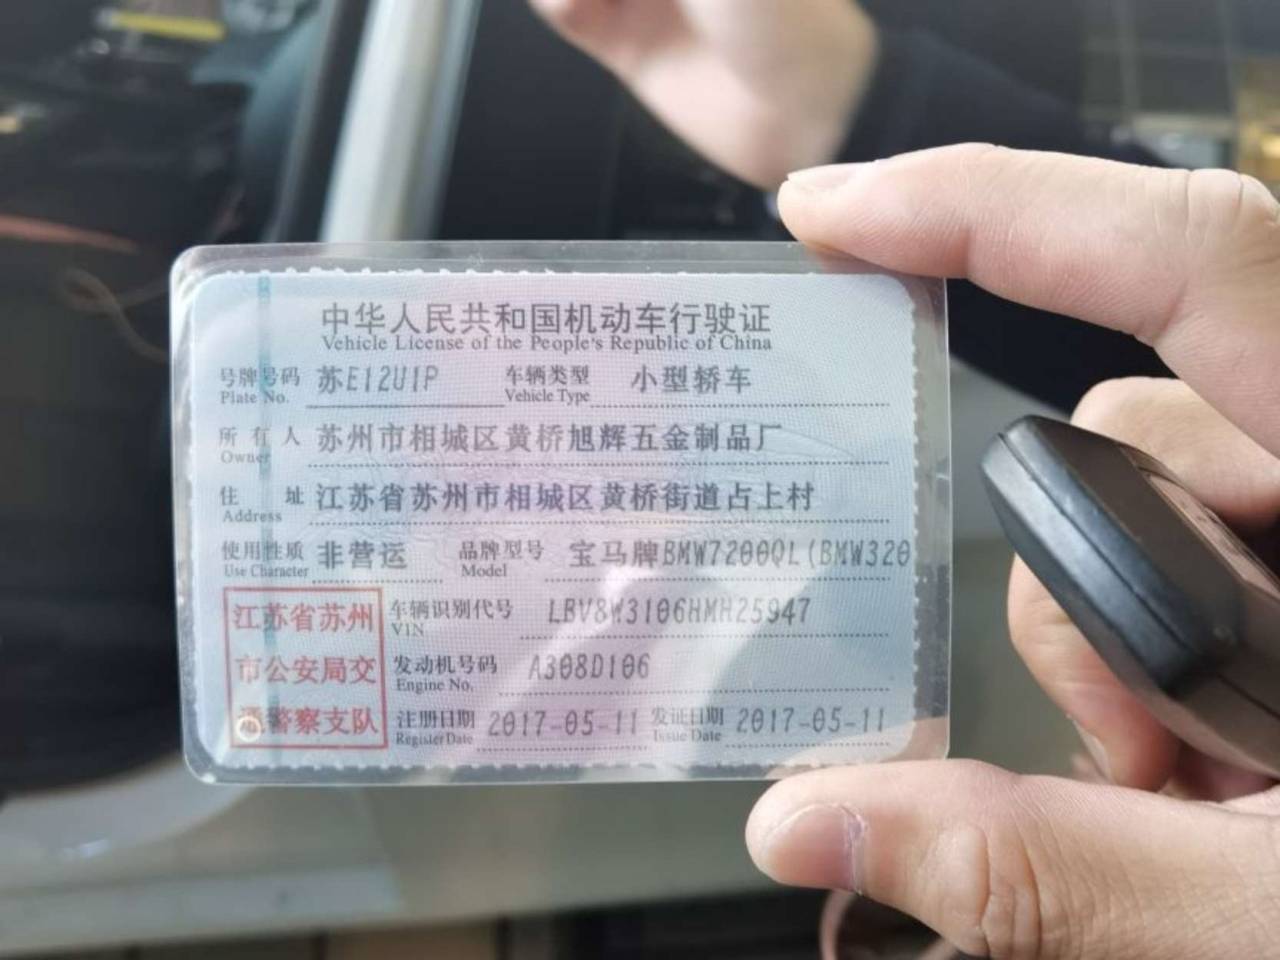 中华人民共和国机动车行驶证
Vehicle License of the People's Republic of China
号牌号码 苏E12U1P 车辆类型 小型轿车
Plate No. Vehicle Type
所有人 苏州市相城区黄桥旭辉五金制品厂
Owner
住址 江苏省苏州市相城区黄桥街道占上村
Address
使用性质 非营运 品牌型号 宝马牌BMW7200QL(BMW320
Use Character Model
江苏省苏州 车辆识别代号 LBV8W3106HMH25947
VIN
市公安局交 发动机号码 A308D106
Engine No.
通警察支队 注册日期 2017-05-11 发证日期 2017-05-11
Register Date Issue Date